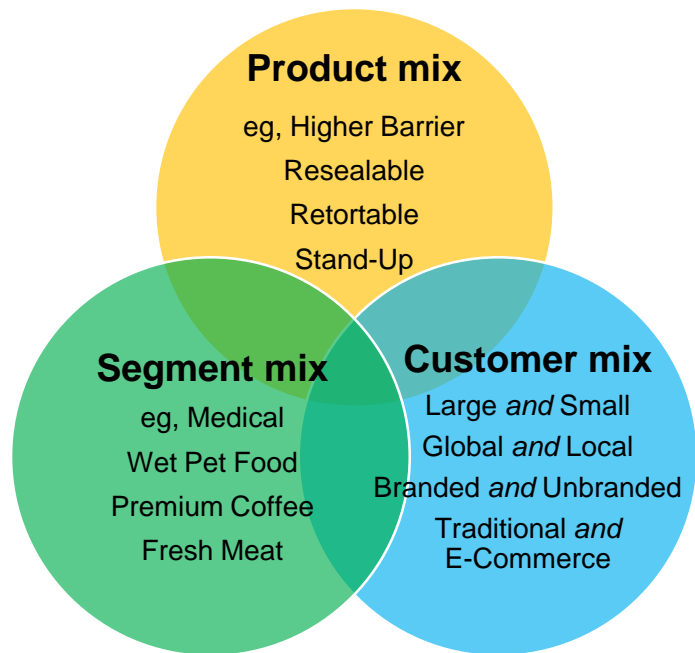 Product mix
eg, Higher Barrier
Resealable
Retortable
Stand-Up
Segment mix
eg, Medical
Wet Pet Food
Premium Coffee
Fresh Meat
Customer mix
Large and Small
Global and Local
Branded and Unbranded
Traditional and
E-Commerce